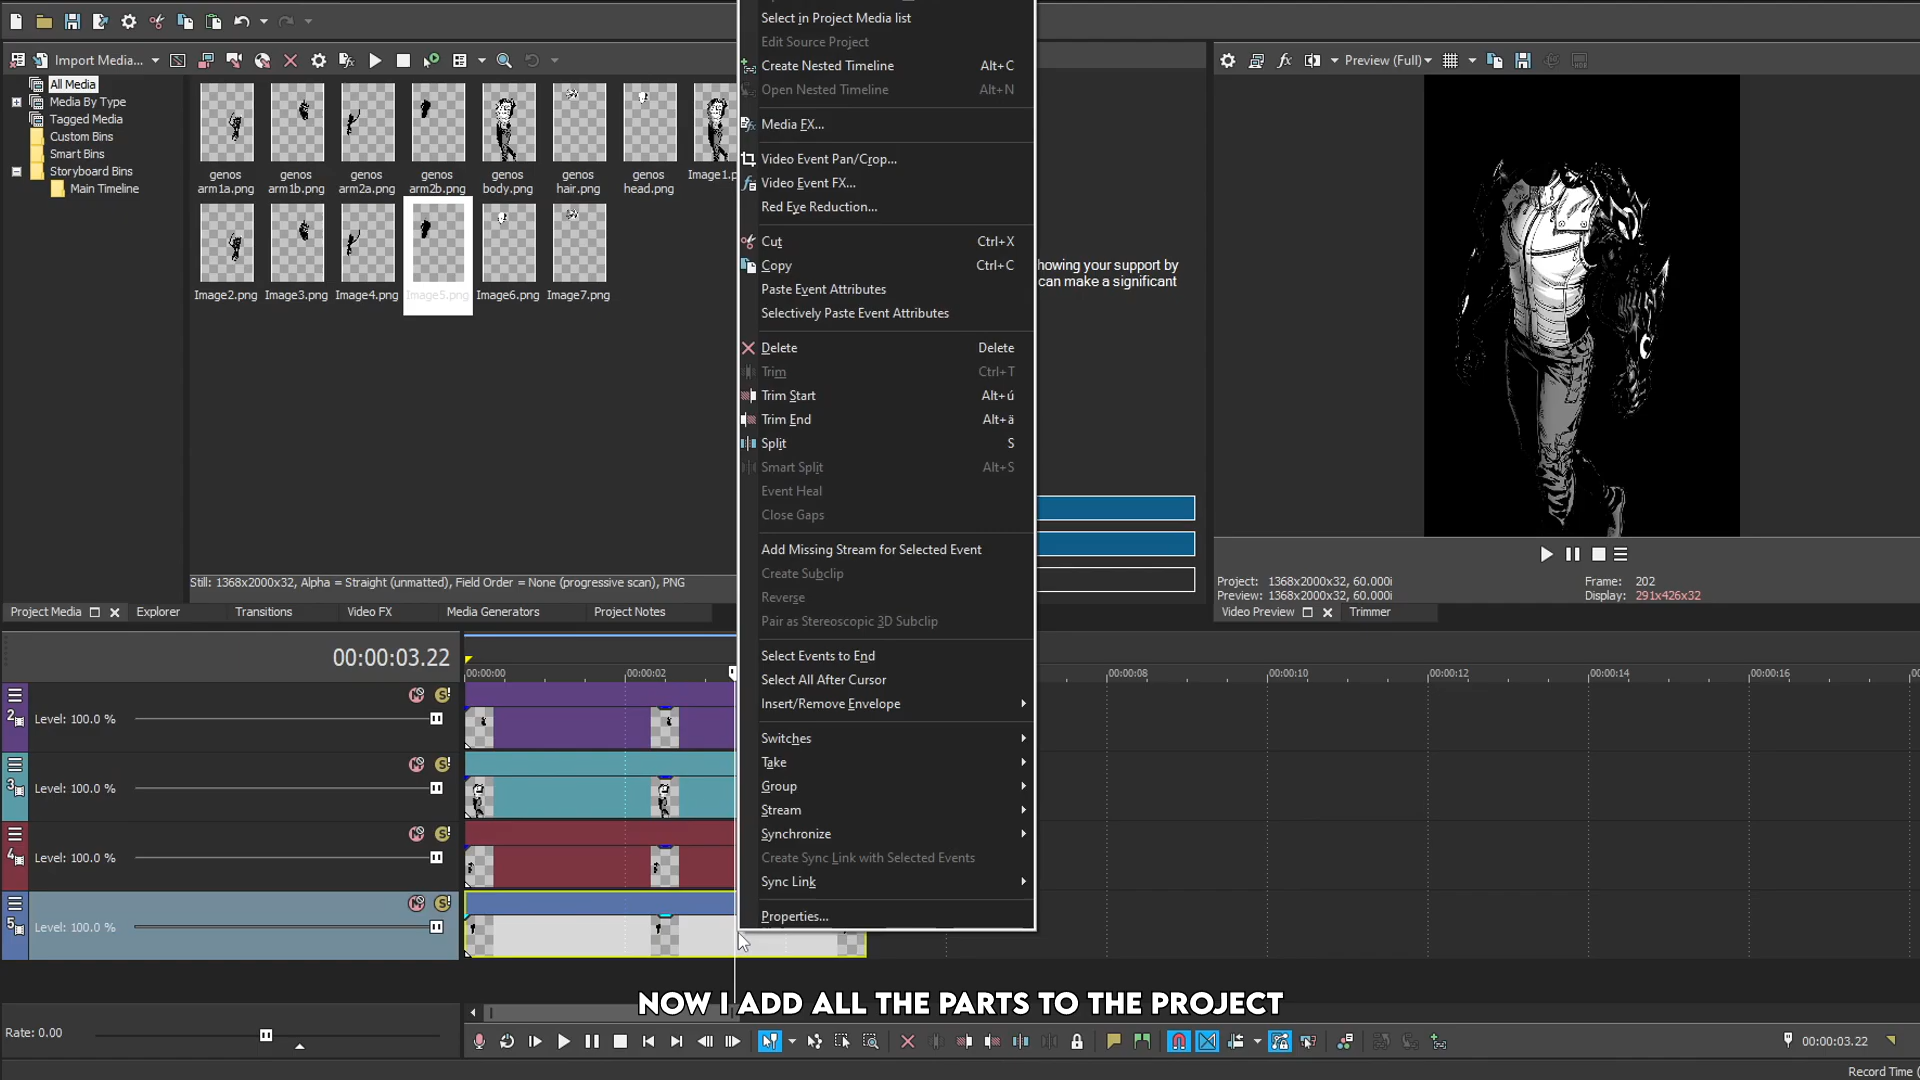 Import Media...
All Media
Media By Type
Tagged Media
Custom Bins
Smart Bins
Storyboard Bins
Main Timeline
genos arm1a.png
genos arm1b.png
genos arm2a.png
genos arm2b.png
genos body.png
genos hair.png
genos head.png
Image1.p
Image2.png
Image3.png
Image4.png
Image5.png
Image6.png
Image7.png
Still: 1368x2000x32, Alpha = Straight (unmatted), Field Order = None (progressive scan), PNG
Project Media
Explorer
Transitions
Video FX
Media Generators
Project Notes
Select in Project Media list
Edit Source Project
Create Nested Timeline Alt+C
Open Nested Timeline Alt+N
Media FX...
Video Event Pan/Crop...
Video Event FX...
Red Eye Reduction...
Cut Ctrl+X
Copy Ctrl+C
Paste Event Attributes
Selectively Paste Event Attributes
Delete Delete
Trim Ctrl+T
Trim Start Alt+ú
Trim End Alt+ä
Split S
Smart Split Alt+S
Event Heal
Close Gaps
Add Missing Stream for Selected Event
Create Subclip
Reverse
Pair as Stereoscopic 3D Subclip
Select Events to End
Select All After Cursor
Insert/Remove Envelope
Switches
Take
Group
Stream
Synchronize
Create Sync Link with Selected Events
Sync Link
Properties...
howing your support by
can make a significant
Preview (Full)
Project: 1368x2000x32, 60.000i
Preview: 1368x2000x32, 60.000i
Frame: 202
Display: 291x426x32
Video Preview
Trimmer
00:00:03.22
00:00:00
00:00:02
00:00:08
00:00:10
00:00:12
00:00:14
00:00:16
00
2
Level: 100.0 %
3
Level: 100.0 %
4
Level: 100.0 %
5
Level: 100.0 %
NOW I ADD ALL THE PARTS TO THE PROJECT
Rate: 0.00
00:00:03.22
Record Time (